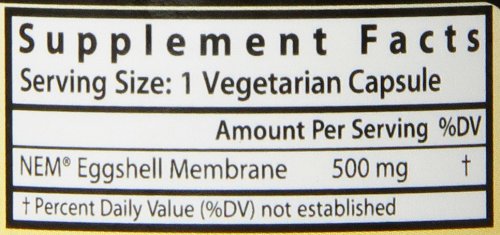 Supplement Facts
Serving Size: 1 Vegetarian Capsule
Amount Per Serving %DV
NEM® Eggshell Membrane 500 mg †
† Percent Daily Value (%DV) not established